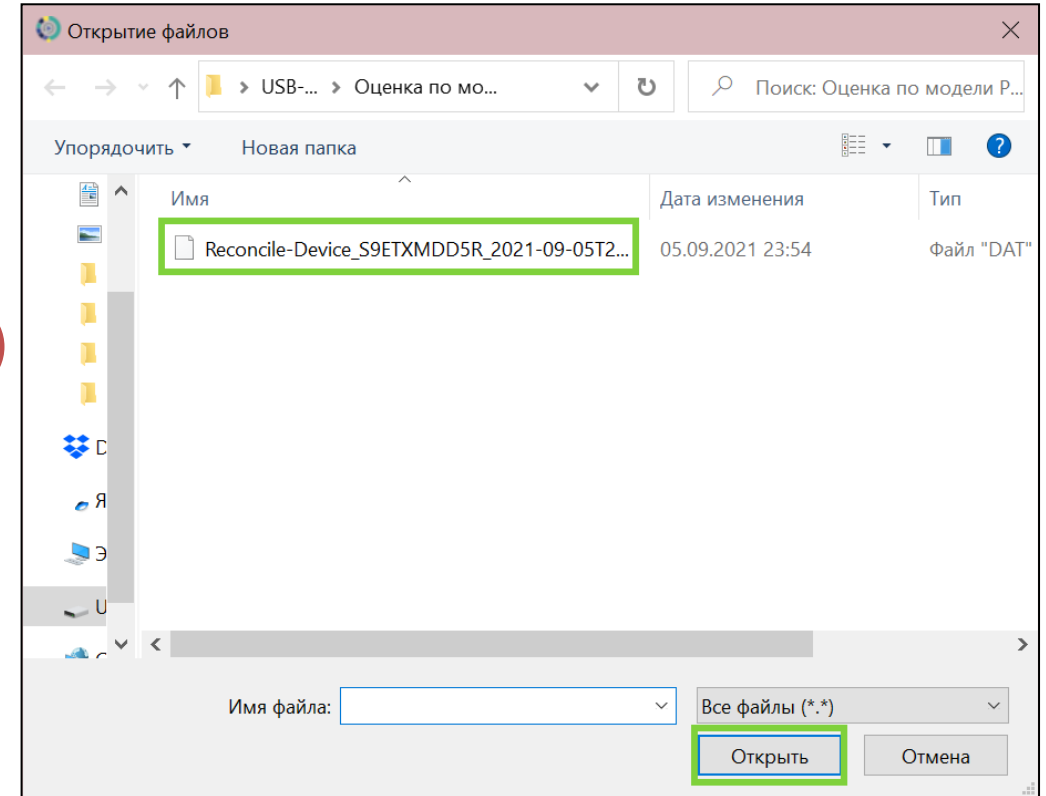 Открытие файлов
USB-... Оценка по мо... Поиск: Оценка по модели P...
Упорядочить Новая папка
Имя Дата изменения Тип
Reconcile-Device_S9ETXMDD5R_2021-09-05T2... 05.09.2021 23:54 Файл "DAT"
D
Я
Э
U
Имя файла: Все файлы (*.*)
Открыть Отмена